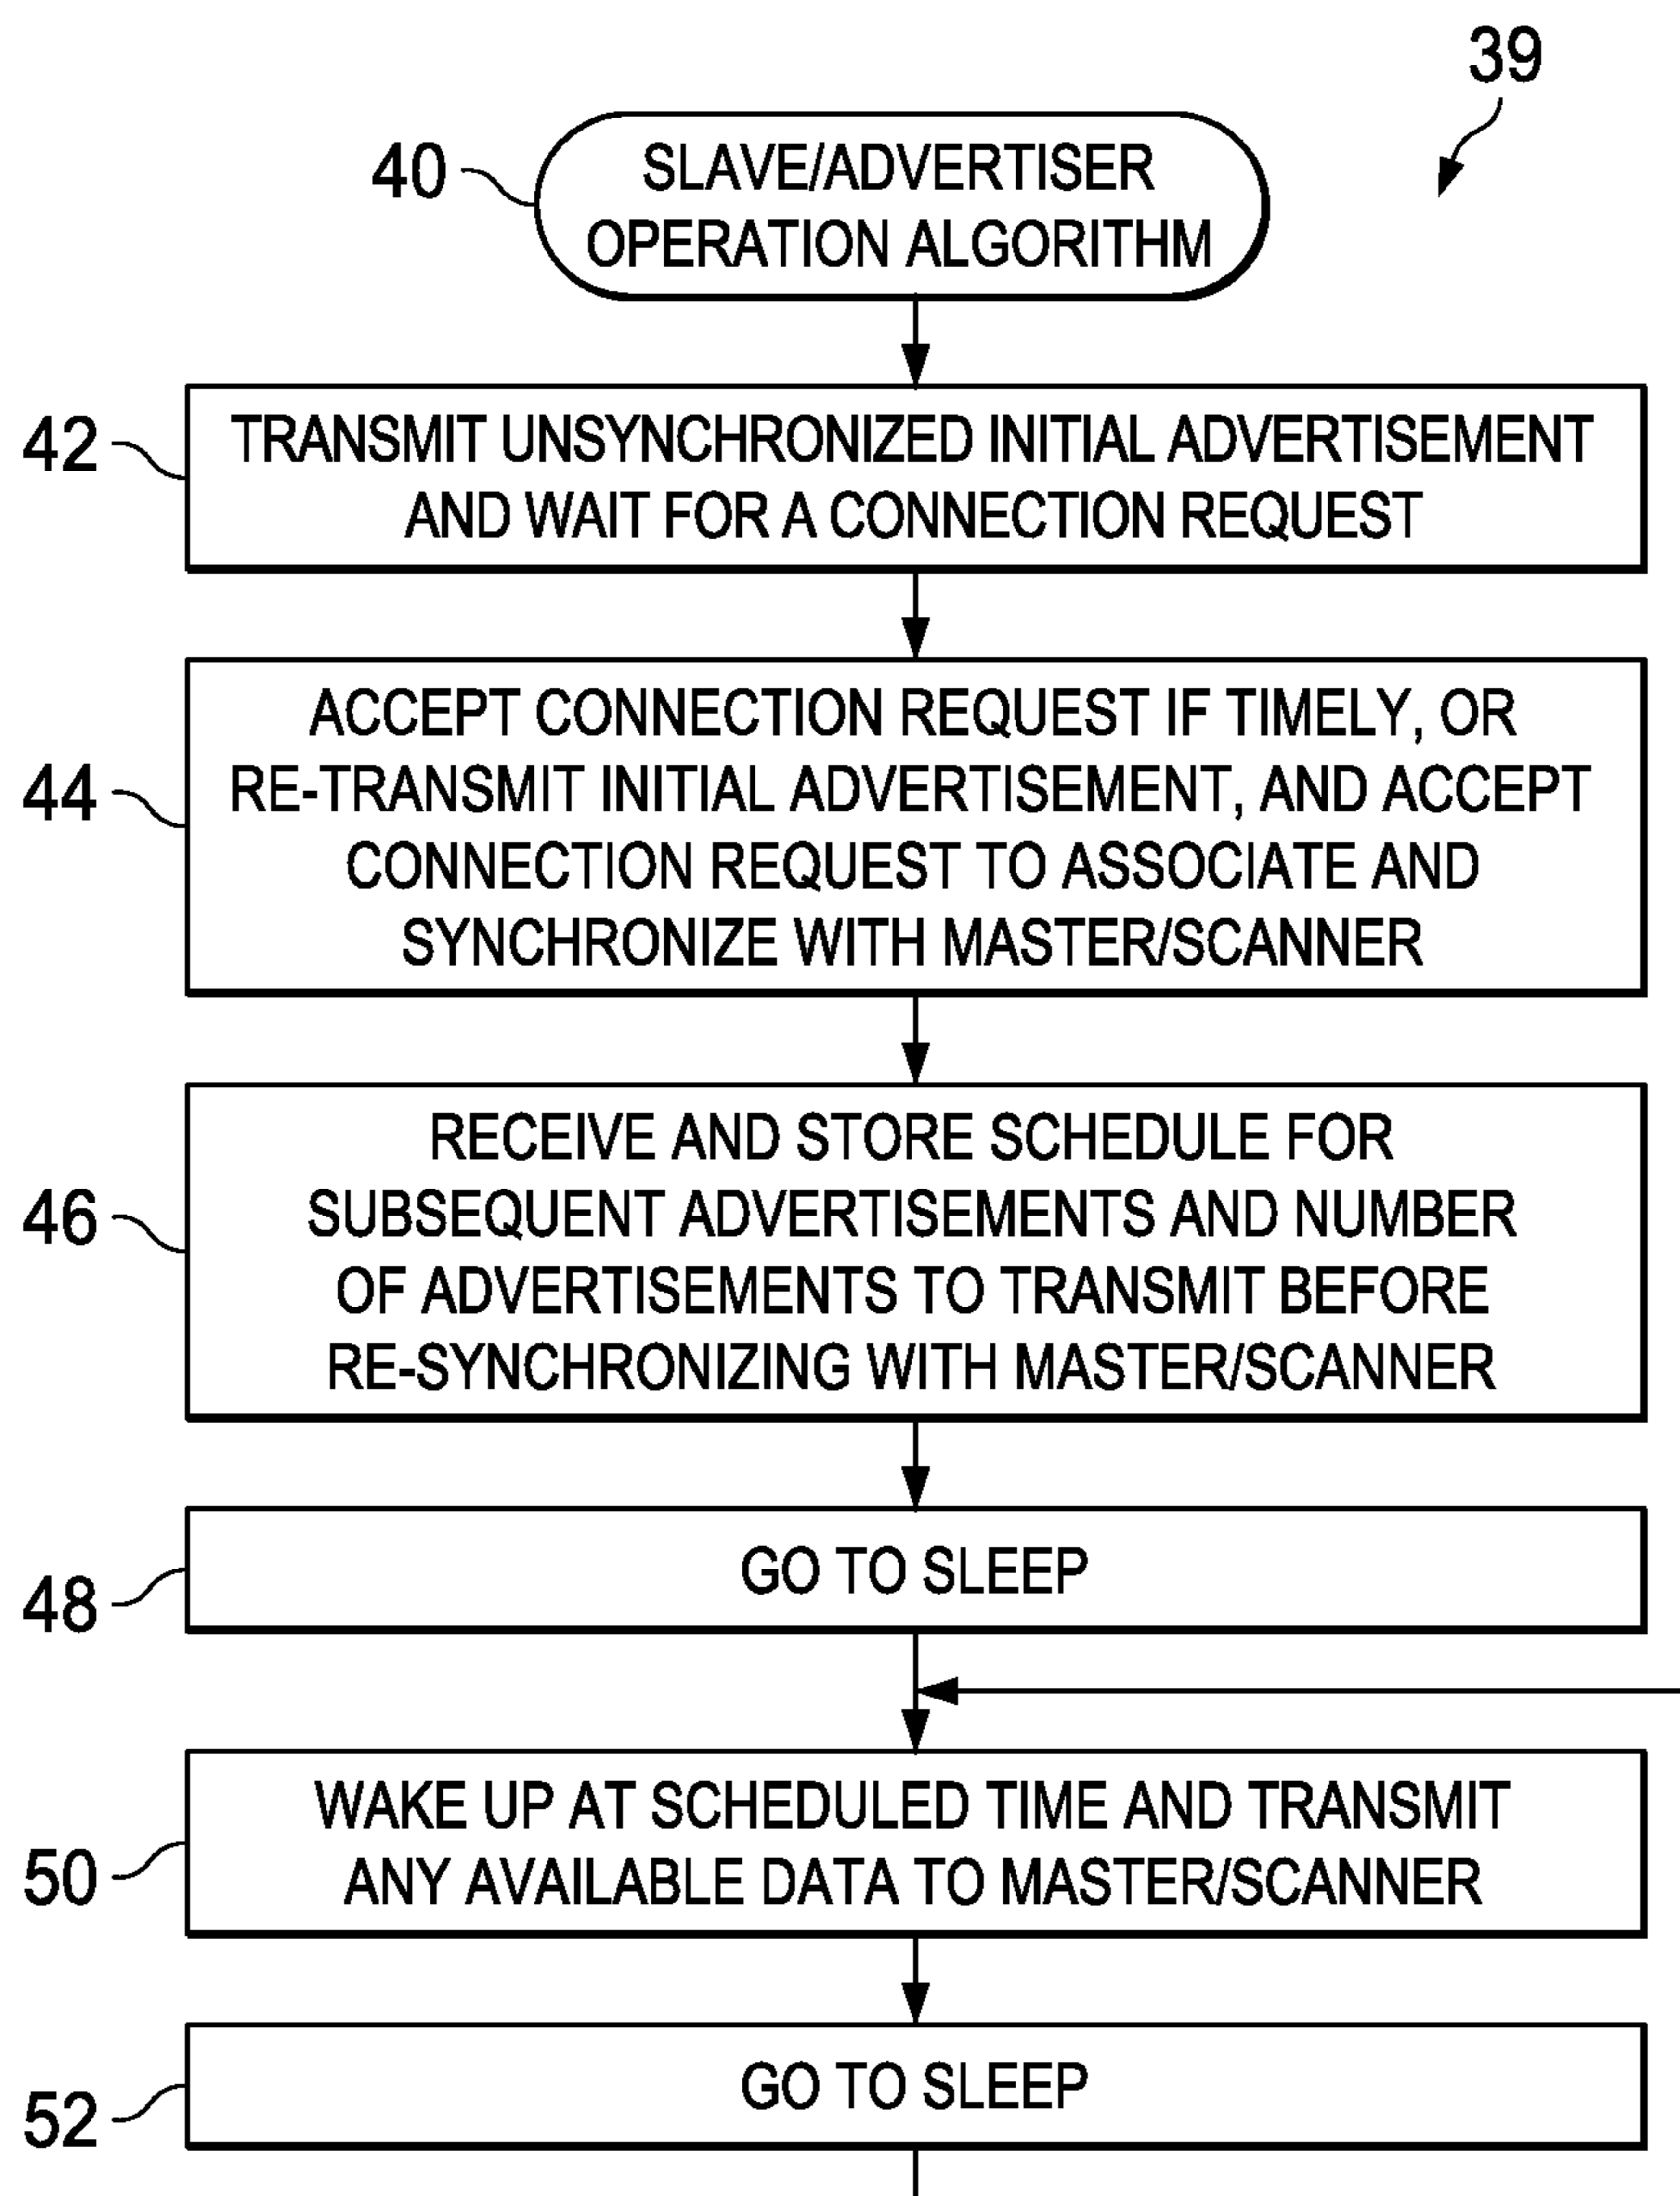 39
40
SLAVE/ADVERTISER
OPERATION ALGORITHM
42
TRANSMIT UNSYNCHRONIZED INITIAL ADVERTISEMENT
AND WAIT FOR A CONNECTION REQUEST
44
ACCEPT CONNECTION REQUEST IF TIMELY, OR
RE-TRANSMIT INITIAL ADVERTISEMENT, AND ACCEPT
CONNECTION REQUEST TO ASSOCIATE AND
SYNCHRONIZE WITH MASTER/SCANNER
46
RECEIVE AND STORE SCHEDULE FOR
SUBSEQUENT ADVERTISEMENTS AND NUMBER
OF ADVERTISEMENTS TO TRANSMIT BEFORE
RE-SYNCHRONIZING WITH MASTER/SCANNER
48
GO TO SLEEP
50
WAKE UP AT SCHEDULED TIME AND TRANSMIT
ANY AVAILABLE DATA TO MASTER/SCANNER
52
GO TO SLEEP